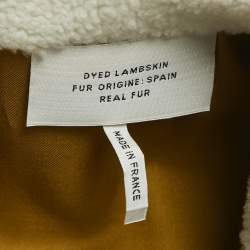 DYED LAMBSKIN
FUR ORIGINE: SPAIN
REAL FUR
MADE IN
FRANCE